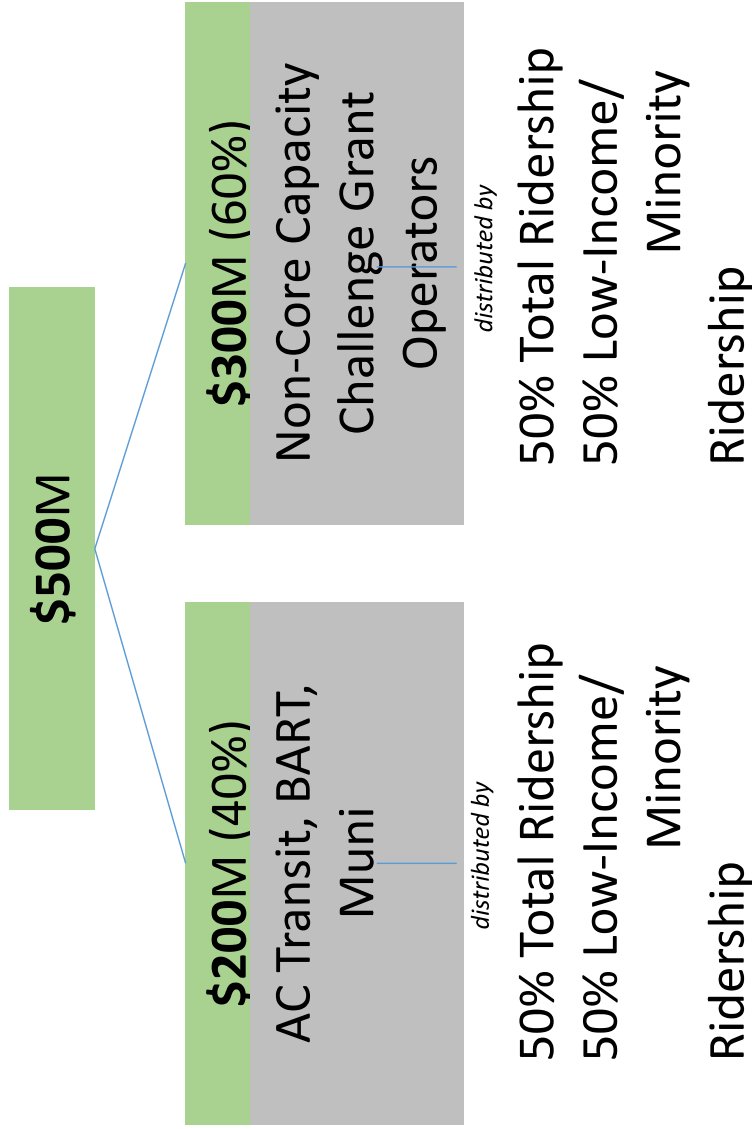 $500M
$200M (40%)
AC Transit, BART,
Muni
distributed by
50% Total Ridership
50% Low-Income/
Minority
Ridership
$300M (60%)
Non-Core Capacity
Challenge Grant
Operators
distributed by
50% Total Ridership
50% Low-Income/
Minority
Ridership